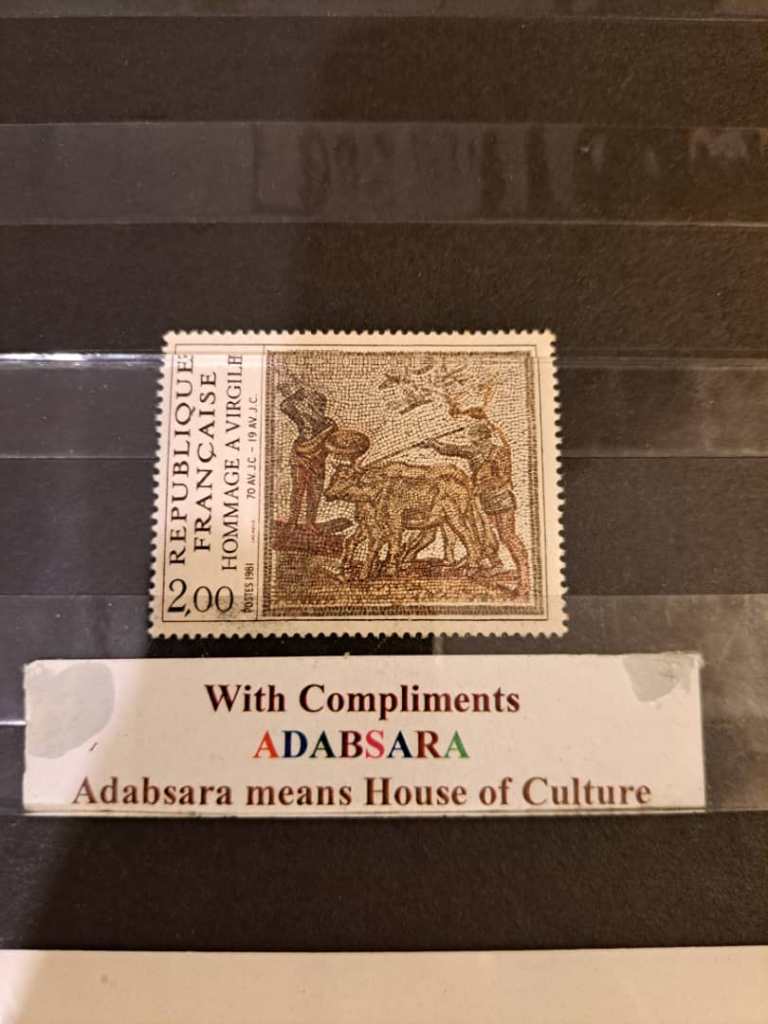 REPUBLIQUE
FRANÇAISE
HOMMAGE A VIRGILE
70 AV. J.C. - 19 AV. J.C.
2,00
POSTES 1981
With Compliments
ADABSARA
Adabsara means House of Culture